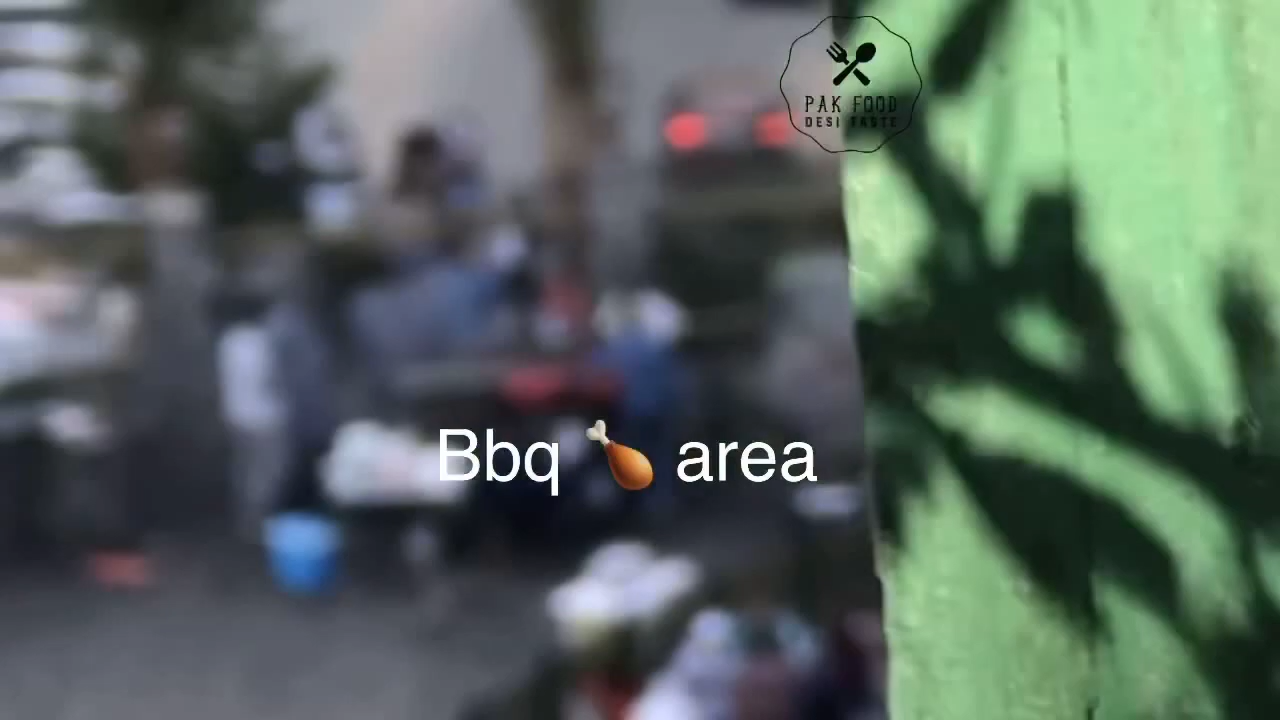 PAK FOOD
DESI TASTE
Bbq 🍗 area